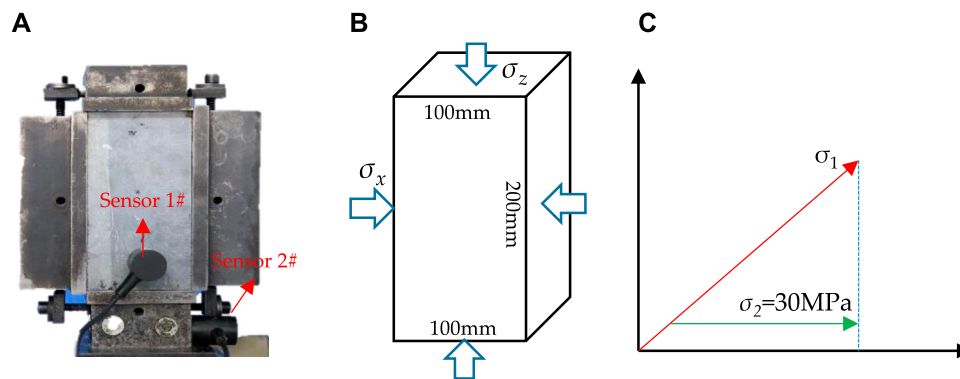 A
B
C
Sensor 1#
Sensor 2#
σz
100mm
σx
200mm
100mm
σ1
σ2=30MPa